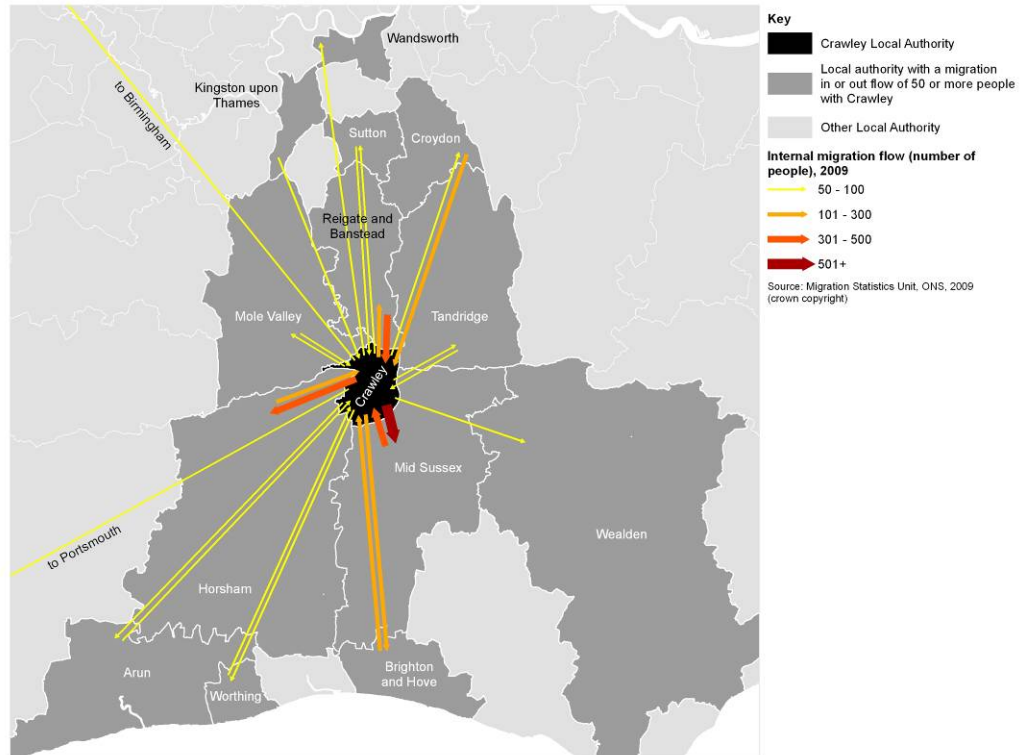 Wandsworth
Kingston upon
Thames
to Birmingham
Sutton
Croydon
Reigate and
Banstead
Mole Valley
Tandridge
Crawley
Mid Sussex
Wealden
to Portsmouth
Horsham
Arun
Worthing
Brighton
and Hove
Key
Crawley Local Authority
Local authority with a migration
in or out flow of 50 or more people
with Crawley
Other Local Authority
Internal migration flow (number of
people), 2009
50 - 100
101 - 300
301 - 500
501+
Source: Migration Statistics Unit, ONS, 2009
(crown copyright)